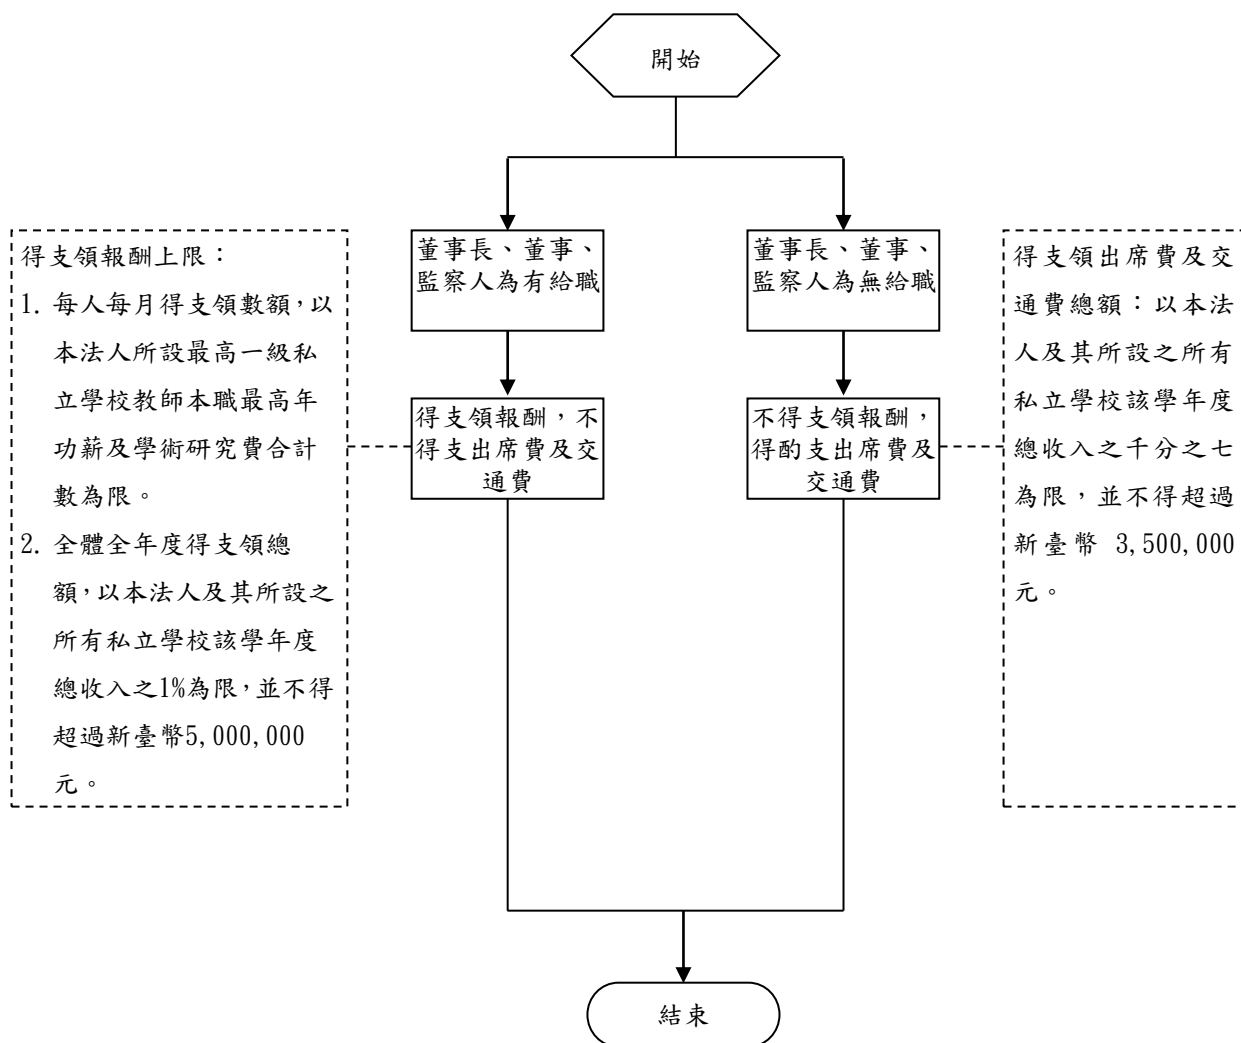 開始
得支領報酬上限：
1. 每人每月得支領數額，以
本法人所設最高一級私
立學校教師本職最高年
功薪及學術研究費合計
數為限。
2. 全體全年度得支領總
額，以本法人及其所設之
所有私立學校該學年度
總收入之1%為限，並不得
超過新臺幣5,000,000
元。
董事長、董事、
監察人為有給職
得支領報酬，不
得支出席費及交
通費
董事長、董事、
監察人為無給職
不得支領報酬，
得酌支出席費及
交通費
得支領出席費及交
通費總額：以本法
人及其所設之所有
私立學校該學年度
總收入之千分之七
為限，並不得超過
新臺幣 3,500,000
元。
結束